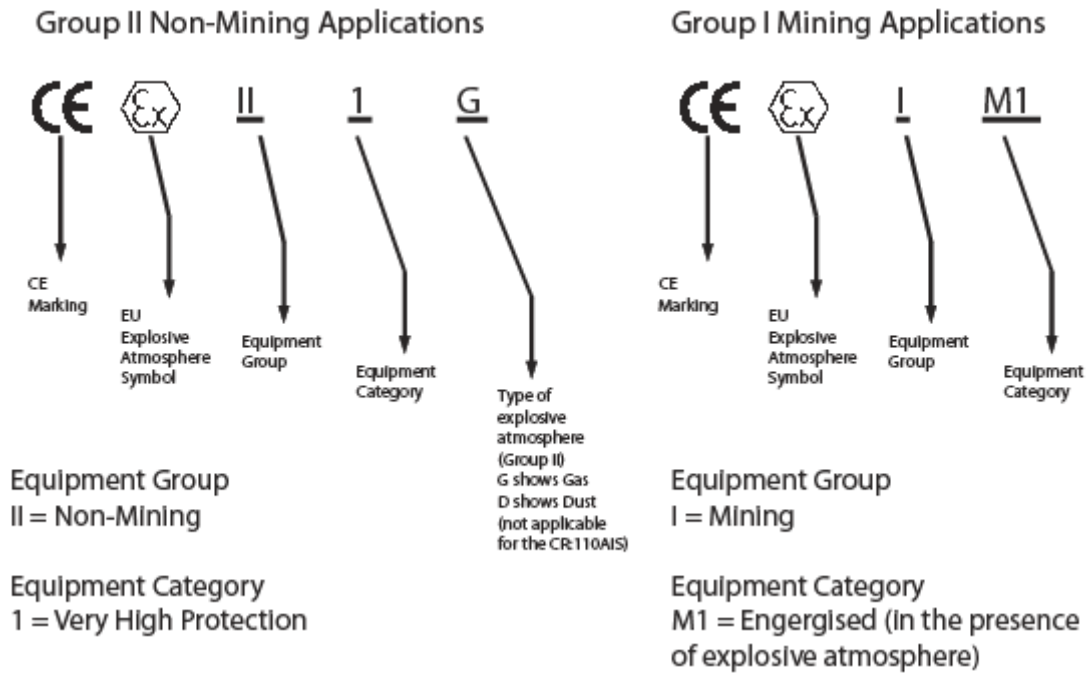 Group II Non-Mining Applications
CE Ex II 1 G
CE
Marking
EU
Explosive
Atmosphere
Symbol
Equipment
Group
Equipment
Category
Type of
explosive
atmosphere
(Group II)
G shows Gas
D shows Dust
(not applicable
for the CR:110AIS)
Equipment Group
II = Non-Mining
Equipment Category
1 = Very High Protection
Group I Mining Applications
CE Ex I M1
CE
Marking
EU
Explosive
Atmosphere
Symbol
Equipment
Group
Equipment
Category
Equipment Group
I = Mining
Equipment Category
M1 = Engergised (in the presence
of explosive atmosphere)